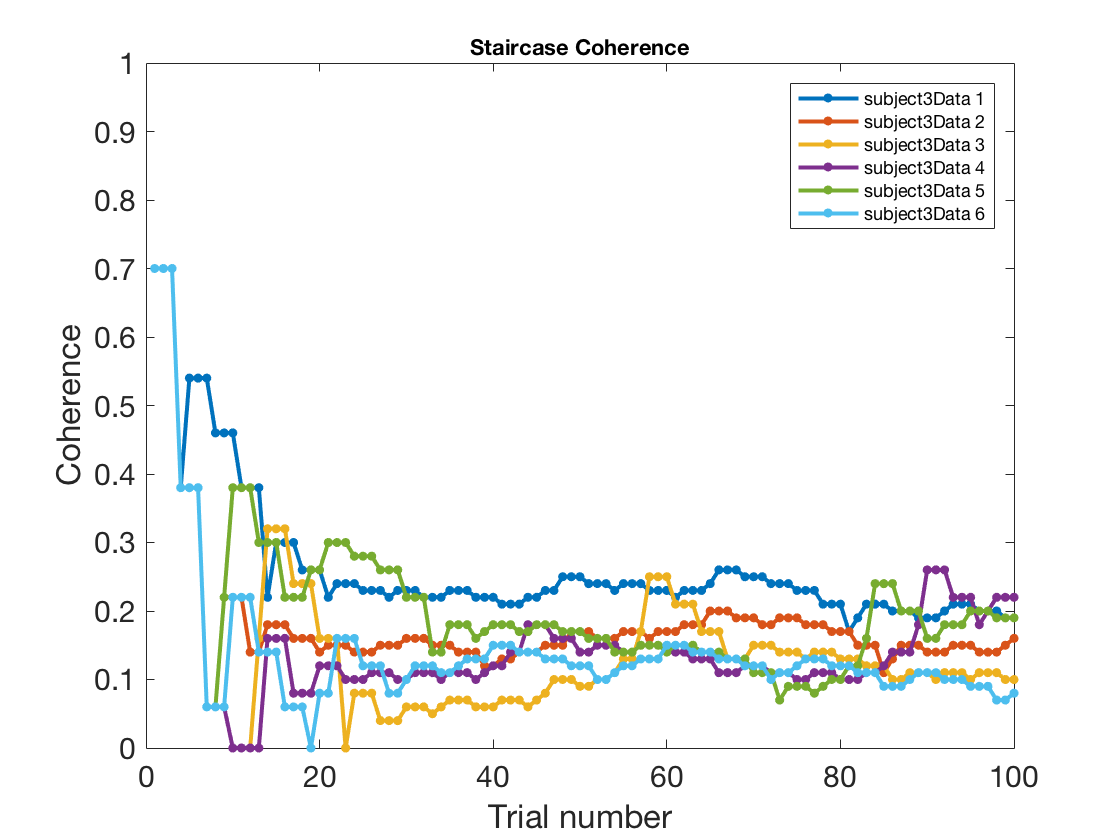 Staircase Coherence
1
0.9
0.8
0.7
0.6
0.5
0.4
0.3
0.2
0.1
0
Coherence
subject3Data 1
subject3Data 2
subject3Data 3
subject3Data 4
subject3Data 5
subject3Data 6
0 20 40 60 80 100
Trial number